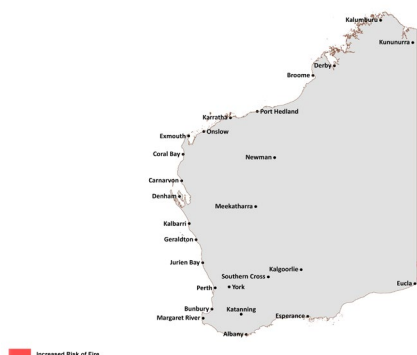 Kalumburu
Kununurra
Derby
Broome
Port Hedland
Karratha
Onslow
Exmouth
Coral Bay
Newman
Carnarvon
Denham
Meekatharra
Kalbarri
Geraldton
Jurien Bay
Kalgoorlie
Southern Cross
Eucla
Perth
York
Bunbury
Katanning
Margaret River
Esperance
Albany
Increased Risk of Fire